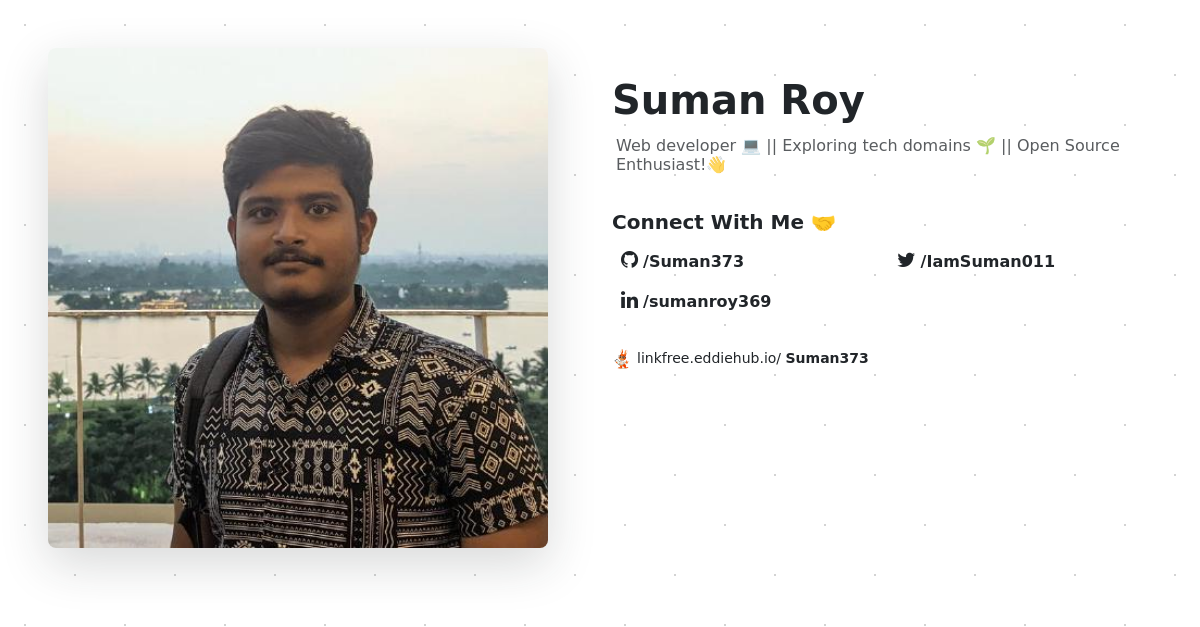 Suman Roy
Web developer 💻 || Exploring tech domains 🌱 || Open Source
Enthusiast!👋
Connect With Me 🤝
/Suman373
/IamSuman011
in /sumanroy369
linkfree.eddiehub.io/ Suman373